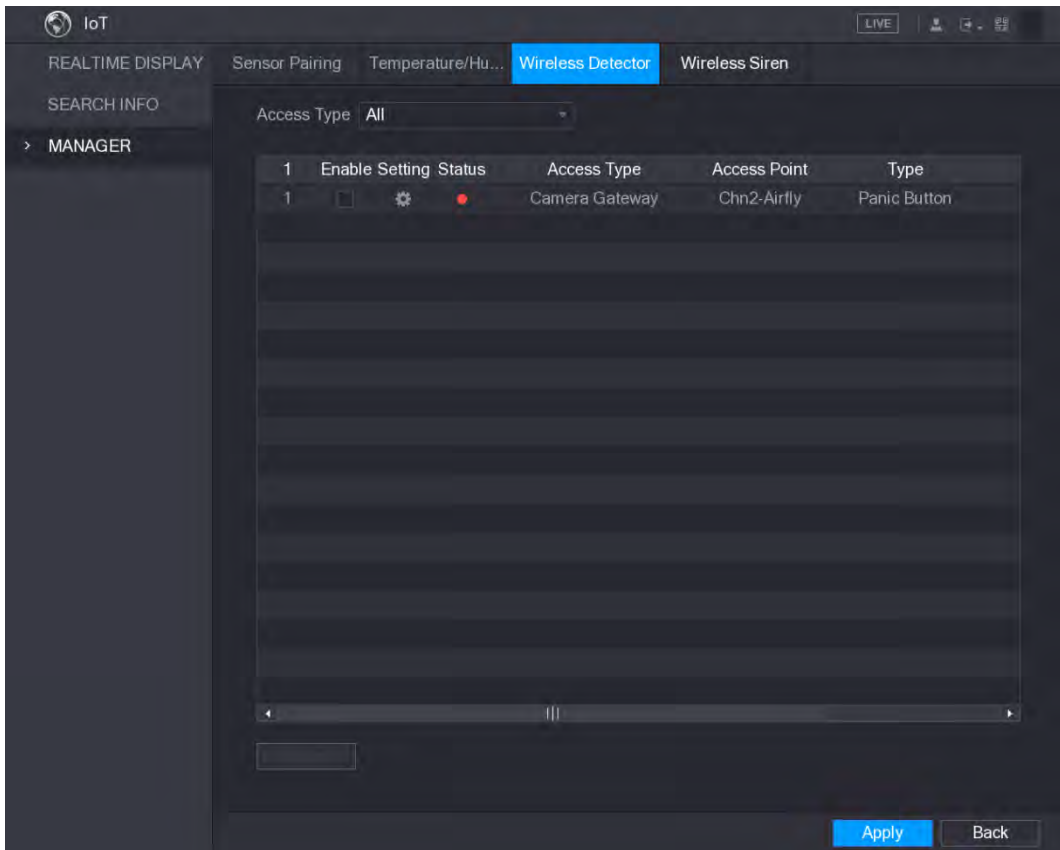 IoT
LIVE
REALTIME DISPLAY
SEARCH INFO
MANAGER
Sensor Pairing Temperature/Hu... Wireless Detector Wireless Siren
Access Type All
1 Enable Setting Status Access Type Access Point Type
1 Camera Gateway Chn2-Airfly Panic Button
Apply Back